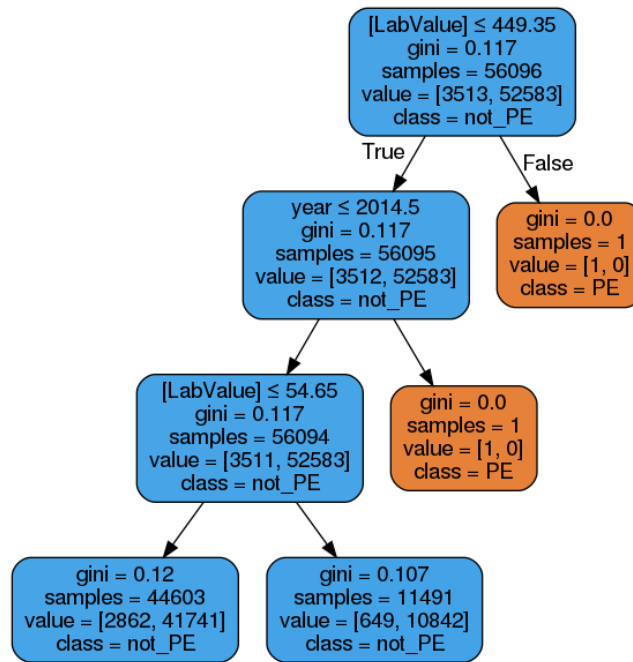 [LabValue] ≤ 449.35
gini = 0.117
samples = 56096
value = [3513, 52583]
class = not_PE
True
False
year ≤ 2014.5
gini = 0.117
samples = 56095
value = [3512, 52583]
class = not_PE
gini = 0.0
samples = 1
value = [1, 0]
class = PE
[LabValue] ≤ 54.65
gini = 0.117
samples = 56094
value = [3511, 52583]
class = not_PE
gini = 0.0
samples = 1
value = [1, 0]
class = PE
gini = 0.12
samples = 44603
value = [2862, 41741]
class = not_PE
gini = 0.107
samples = 11491
value = [649, 10842]
class = not_PE